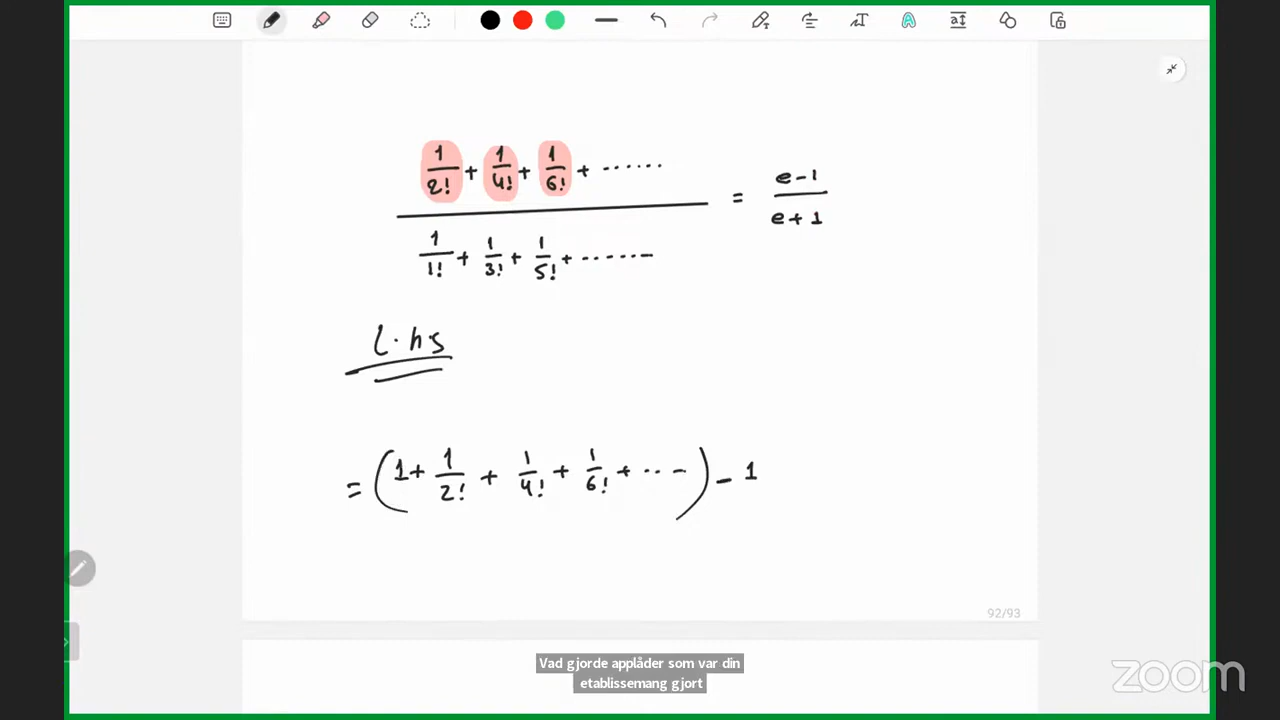 1/2! + 1/4! + 1/6! + ......
= e-1/e+1
1/1! + 1/3! + 1/5! + ......
L.h.s
= (1 + 1/2! + 1/4! + 1/6! + ...) - 1
92/93
Vad gjorde applåder som var din
etablissemang gjort
zoom